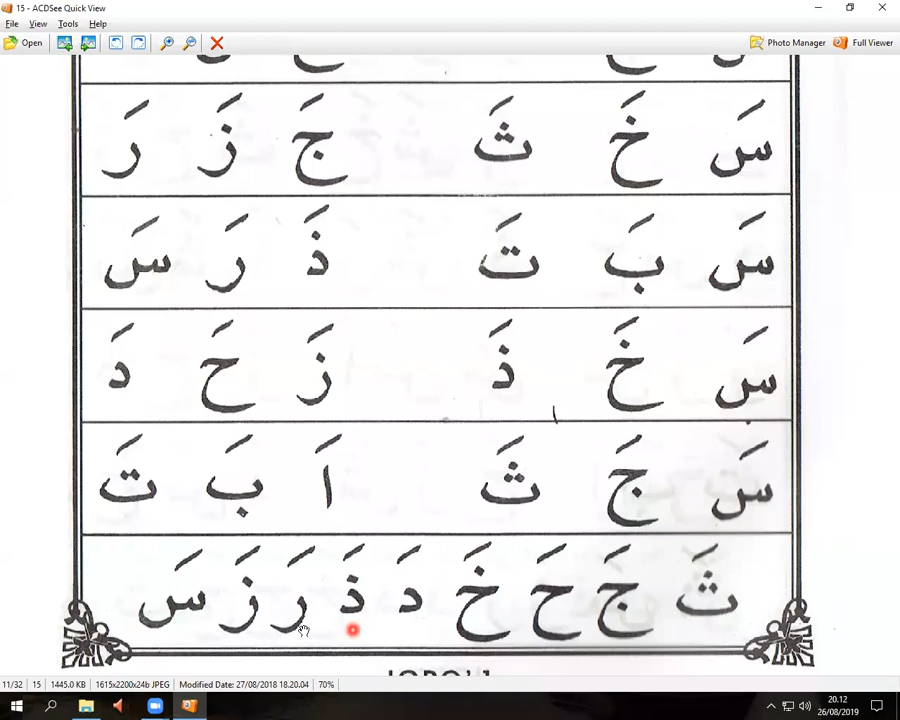 15 - ACDSee Quick View
File View Tools Help
Open Photo Manager Full Viewer
سَ خَ ثَ جَ زَ رَ
سَ بَ تَ ذَ رَ سَ
سَ خَ ذَ زَ حَ دَ
سَ جَ ثَ اَ بَ تَ
ثَ جَ حَ خَ دَ ذَ رَ زَ سَ
11/32 15 1445.0 KB 1615x2200x24b JPEG Modified Date: 27/08/2018 18.20.04 70%
20.12
26/08/2019